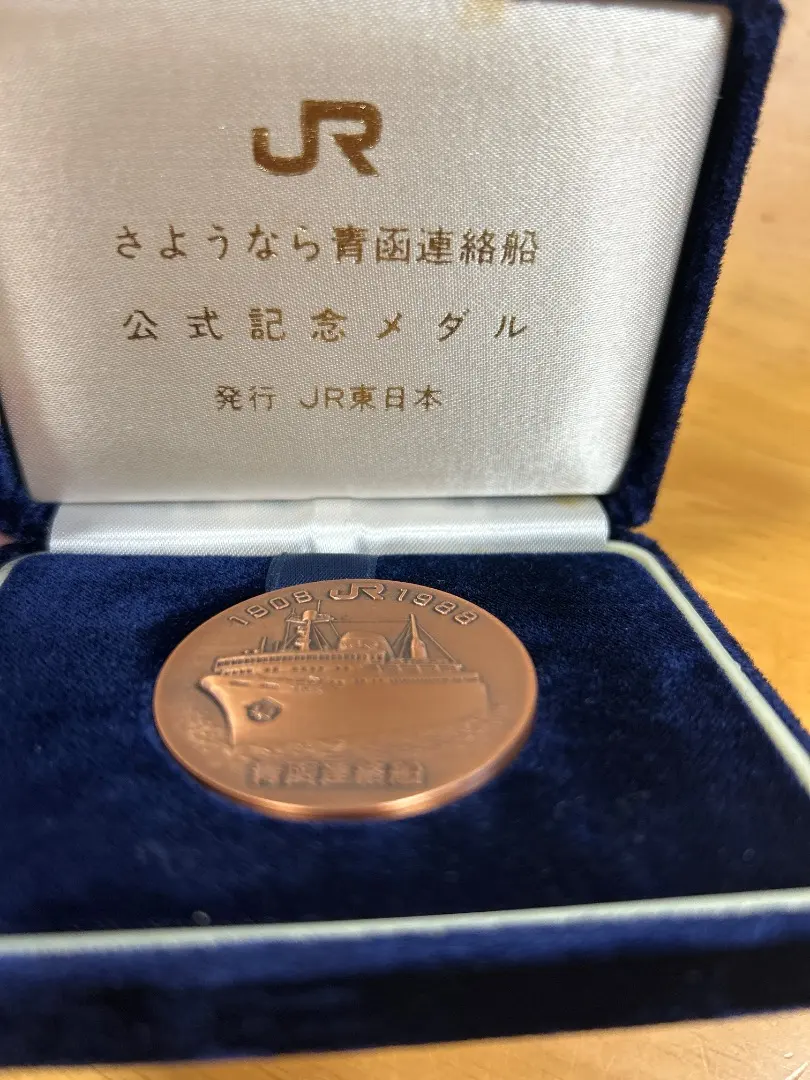 JR
さようなら青函連絡船
公式記念メダル
発行 JR東日本
1908 JR 1988
青函連絡船